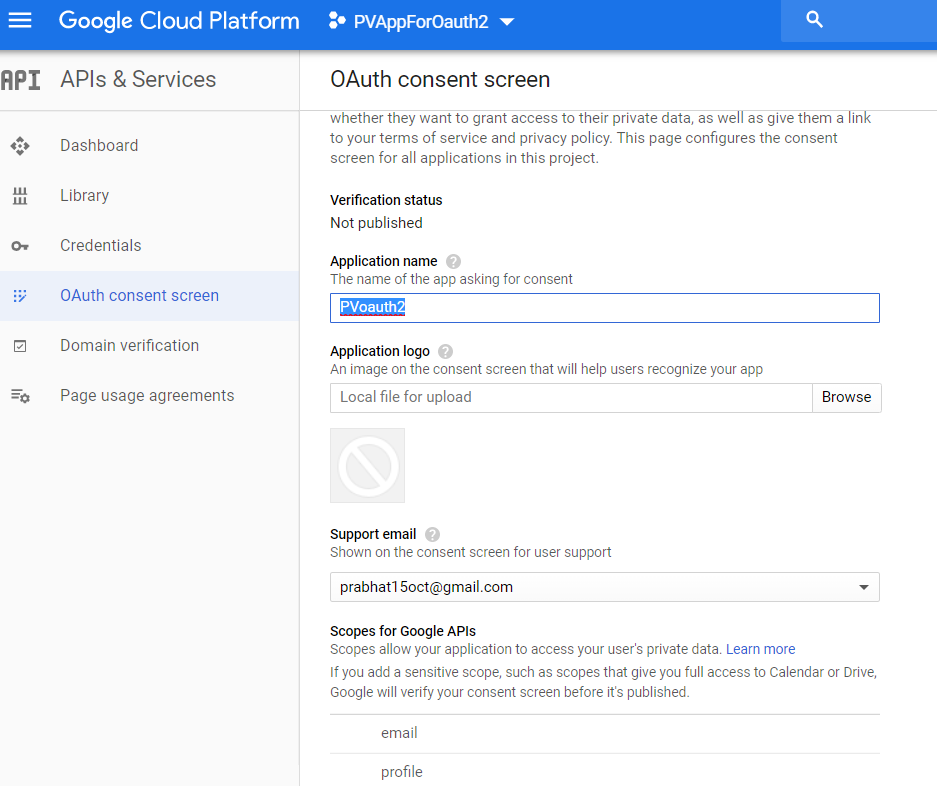 Google Cloud Platform
PVAppForOauth2
API
APIs & Services
Dashboard
Library
Credentials
OAuth consent screen
Domain verification
Page usage agreements
OAuth consent screen
whether they want to grant access to their private data, as well as give them a link
to your terms of service and privacy policy. This page configures the consent
screen for all applications in this project.
Verification status
Not published
Application name ?
The name of the app asking for consent
PVoauth2
Application logo ?
An image on the consent screen that will help users recognize your app
Local file for upload
Browse
Support email ?
Shown on the consent screen for user support
prabhat15oct@gmail.com
Scopes for Google APIs
Scopes allow your application to access your user's private data. Learn more
If you add a sensitive scope, such as scopes that give you full access to Calendar or Drive,
Google will verify your consent screen before it's published.
email
profile